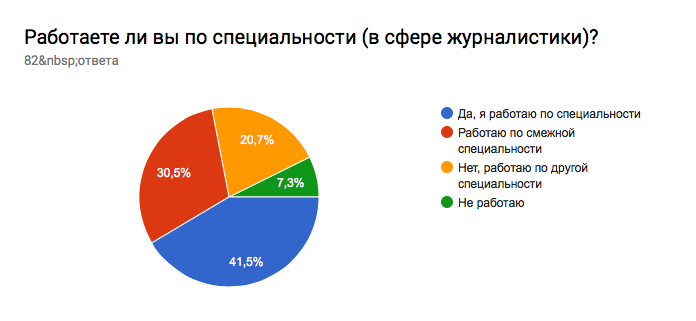 Работаете ли вы по специальности (в сфере журналистики)?
82&nbsp;ответа
Да, я работаю по специальности
Работаю по смежной
специальности
Нет, работаю по другой
специальности
Не работаю
20,7%
30,5%
7,3%
41,5%